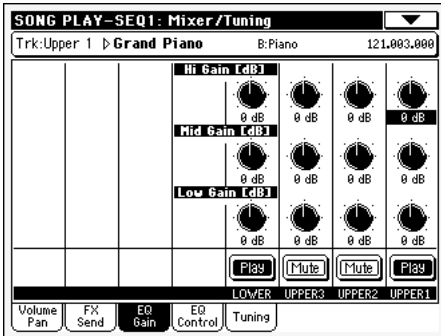 SONG PLAY-SEQ1: Mixer/Tuning
Trk:Upper 1 Grand Piano B:Piano 121.003.000
Hi Gain [dB]
0 dB 0 dB 0 dB 0 dB
Mid Gain [dB]
0 dB 0 dB 0 dB 0 dB
Low Gain [dB]
0 dB 0 dB 0 dB 0 dB
Play Mute Mute Play
LOWER UPPER3 UPPER2 UPPER1
Volume Pan FX Send EQ Gain EQ Control Tuning